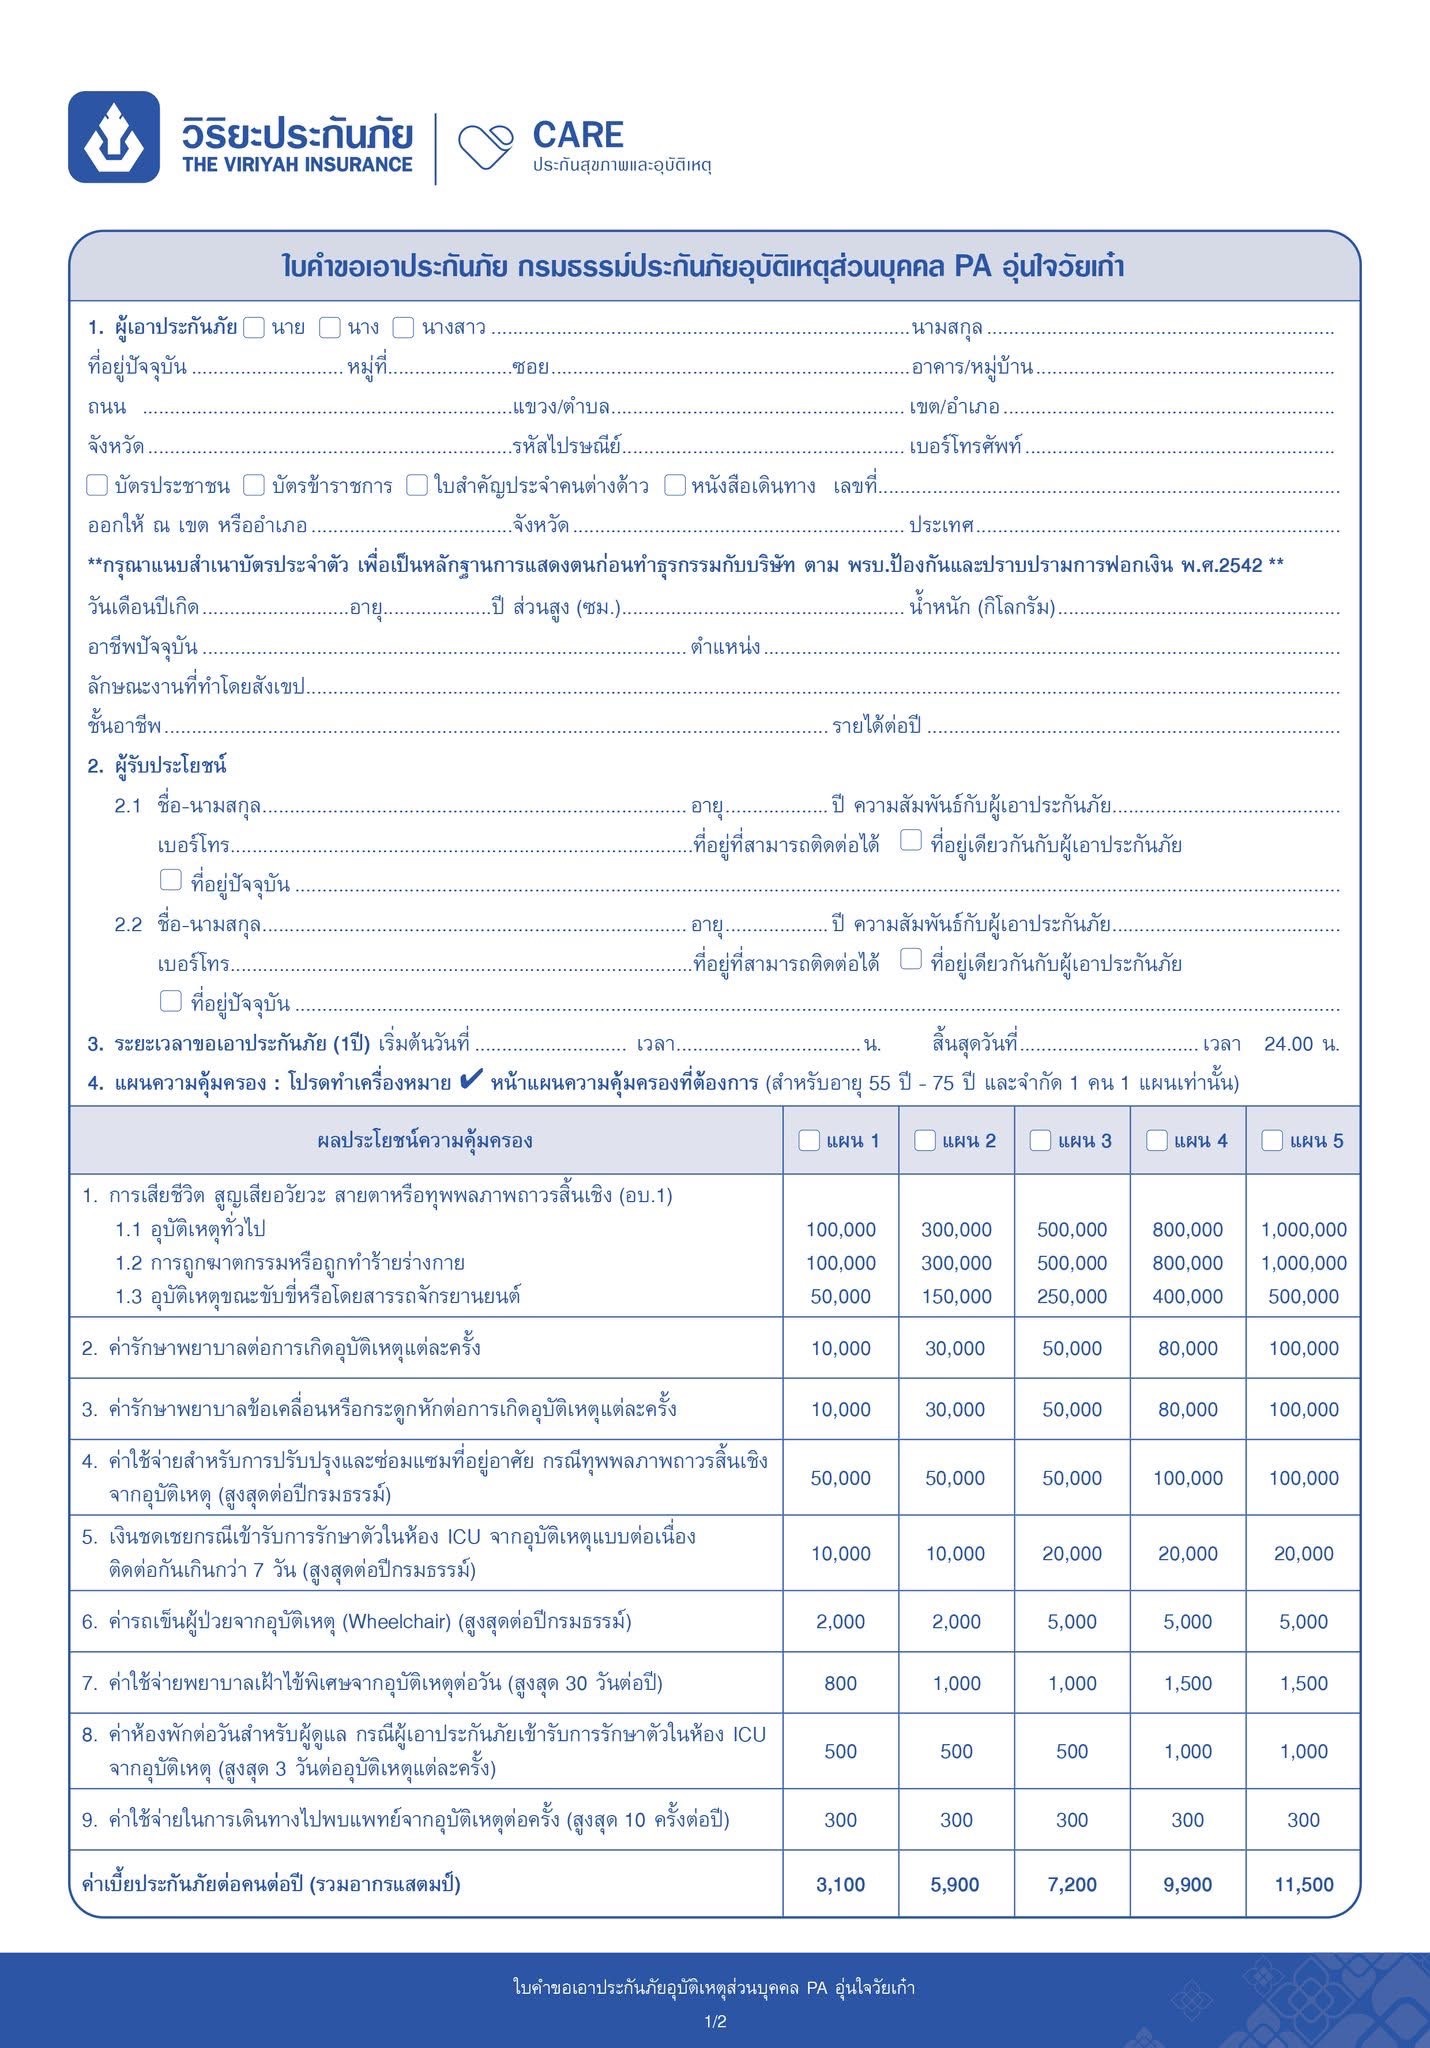 วิริยะประกันภัย
THE VIRIYAH INSURANCE
CARE
ประกันสุขภาพและอุบัติเหตุ
ใบคำขอเอาประกันภัย กรมธรรม์ประกันภัยอุบัติเหตุส่วนบุคคล PA อุ่นใจวัยเก๋า
1. ผู้เอาประกันภัย นาย นาง นางสาว ........ นามสกุล ........
ที่อยู่ปัจจุบัน ........ หมู่ที่ ........ ซอย ........ อาคาร/หมู่บ้าน ........
ถนน ........ แขวง/ตำบล ........ เขต/อำเภอ ........
จังหวัด ........ รหัสไปรษณีย์ ........ เบอร์โทรศัพท์ ........
บัตรประชาชน บัตรข้าราชการ ใบสำคัญประจำคนต่างด้าว หนังสือเดินทาง เลขที่ ........
ออกให้ ณ เขต หรืออำเภอ ........ จังหวัด ........ ประเทศ ........
**กรุณาแนบสำเนาบัตรประจำตัว เพื่อเป็นหลักฐานการแสดงตนก่อนทำธุรกรรมกับบริษัท ตาม พรบ.ป้องกันและปราบปรามการฟอกเงิน พ.ศ.2542 **
วันเดือนปีเกิด ........ อายุ ........ ปี ส่วนสูง (ซม.) ........ น้ำหนัก (กิโลกรัม) ........
อาชีพปัจจุบัน ........ ตำแหน่ง ........
ลักษณะงานที่ทำโดยสังเขป ........
ชั้นอาชีพ ........ รายได้ต่อปี ........
2. ผู้รับประโยชน์
2.1 ชื่อ-นามสกุล ........ อายุ ........ ปี ความสัมพันธ์กับผู้เอาประกันภัย ........
เบอร์โทร ........ ที่อยู่ที่สามารถติดต่อได้ ที่อยู่เดียวกันกับผู้เอาประกันภัย
ที่อยู่ปัจจุบัน ........
2.2 ชื่อ-นามสกุล ........ อายุ ........ ปี ความสัมพันธ์กับผู้เอาประกันภัย ........
เบอร์โทร ........ ที่อยู่ที่สามารถติดต่อได้ ที่อยู่เดียวกันกับผู้เอาประกันภัย
ที่อยู่ปัจจุบัน ........
3. ระยะเวลาขอเอาประกันภัย (1ปี) เริ่มต้นวันที่ ........ เวลา ........ น. สิ้นสุดวันที่ ........ เวลา 24.00 น.
4. แผนความคุ้มครอง : โปรดทำเครื่องหมาย ✔ หน้าแผนความคุ้มครองที่ต้องการ (สำหรับอายุ 55 ปี - 75 ปี และจำกัด 1 คน 1 แผนเท่านั้น)
ผลประโยชน์ความคุ้มครอง แผน 1 แผน 2 แผน 3 แผน 4 แผน 5
1. การเสียชีวิต สูญเสียอวัยวะ สายตาหรือทุพพลภาพถาวรสิ้นเชิง (อบ.1)
1.1 อุบัติเหตุทั่วไป 100,000 300,000 500,000 800,000 1,000,000
1.2 การถูกฆาตกรรมหรือถูกทำร้ายร่างกาย 100,000 300,000 500,000 800,000 1,000,000
1.3 อุบัติเหตุขณะขับขี่หรือโดยสารรถจักรยานยนต์ 50,000 150,000 250,000 400,000 500,000
2. ค่ารักษาพยาบาลต่อการเกิดอุบัติเหตุแต่ละครั้ง 10,000 30,000 50,000 80,000 100,000
3. ค่ารักษาพยาบาลข้อเคลื่อนหรือกระดูกหักต่อการเกิดอุบัติเหตุแต่ละครั้ง 10,000 30,000 50,000 80,000 100,000
4. ค่าใช้จ่ายสำหรับการปรับปรุงและซ่อมแซมที่อยู่อาศัย กรณีทุพพลภาพถาวรสิ้นเชิง
จากอุบัติเหตุ (สูงสุดต่อปีกรมธรรม์) 50,000 50,000 50,000 100,000 100,000
5. เงินชดเชยกรณีเข้ารับการรักษาตัวในห้อง ICU จากอุบัติเหตุแบบต่อเนื่อง
ติดต่อกันเกินกว่า 7 วัน (สูงสุดต่อปีกรมธรรม์) 10,000 10,000 20,000 20,000 20,000
6. ค่ารถเข็นผู้ป่วยจากอุบัติเหตุ (Wheelchair) (สูงสุดต่อปีกรมธรรม์) 2,000 2,000 5,000 5,000 5,000
7. ค่าใช้จ่ายพยาบาลเฝ้าไข้พิเศษจากอุบัติเหตุต่อวัน (สูงสุด 30 วันต่อปี) 800 1,000 1,000 1,500 1,500
8. ค่าห้องพักต่อวันสำหรับผู้ดูแล กรณีผู้เอาประกันภัยเข้ารับการรักษาตัวในห้อง ICU
จากอุบัติเหตุ (สูงสุด 3 วันต่ออุบัติเหตุแต่ละครั้ง) 500 500 500 1,000 1,000
9. ค่าใช้จ่ายในการเดินทางไปพบแพทย์จากอุบัติเหตุต่อครั้ง (สูงสุด 10 ครั้งต่อปี) 300 300 300 300 300
ค่าเบี้ยประกันภัยต่อคนต่อปี (รวมอากรแสตมป์) 3,100 5,900 7,200 9,900 11,500
ใบคำขอเอาประกันภัยอุบัติเหตุส่วนบุคคล PA อุ่นใจวัยเก๋า
1/2